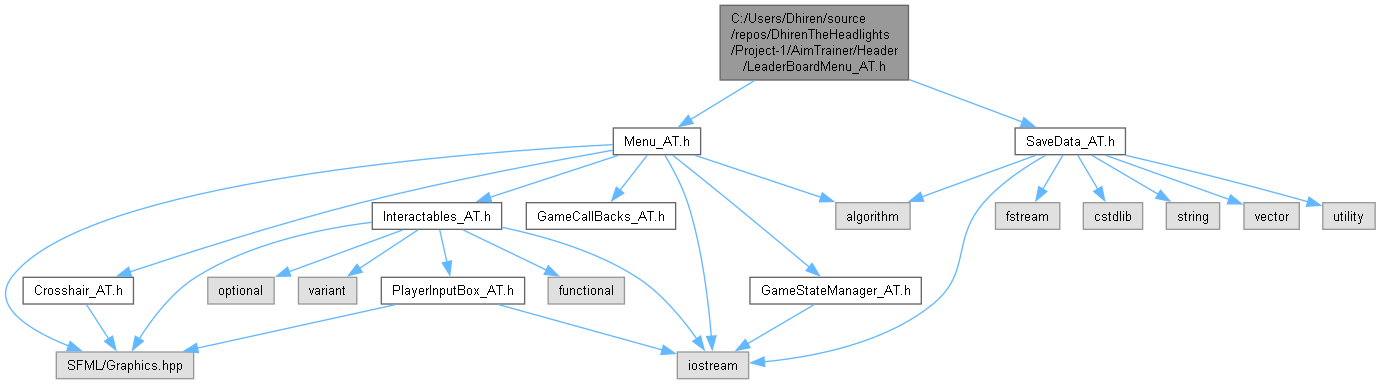 C:/Users/Dhiren/source
/repos/DhirenTheHeadlights
/Project-1/AimTrainer/Header
/LeaderBoardMenu_AT.h
Menu_AT.h
SaveData_AT.h
Interactables_AT.h
GameCallBacks_AT.h
algorithm
fstream
cstdlib
string
vector
utility
Crosshair_AT.h
optional
variant
PlayerInputBox_AT.h
functional
GameStateManager_AT.h
SFML/Graphics.hpp
iostream